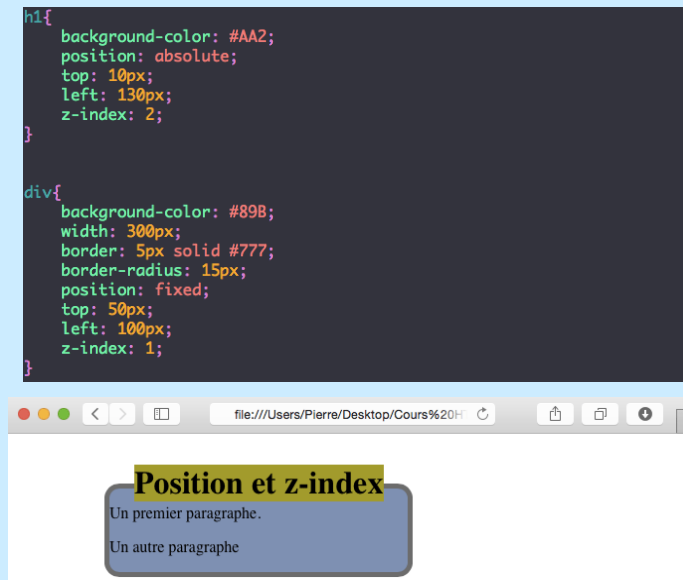 h1{
background-color: #AA2;
position: absolute;
top: 10px;
left: 130px;
z-index: 2;
}
div{
background-color: #89B;
width: 300px;
border: 5px solid #777;
border-radius: 15px;
position: fixed;
top: 50px;
left: 100px;
z-index: 1;
}
file:///Users/Pierre/Desktop/Cours%20H
Position et z-index
Un premier paragraphe.
Un autre paragraphe